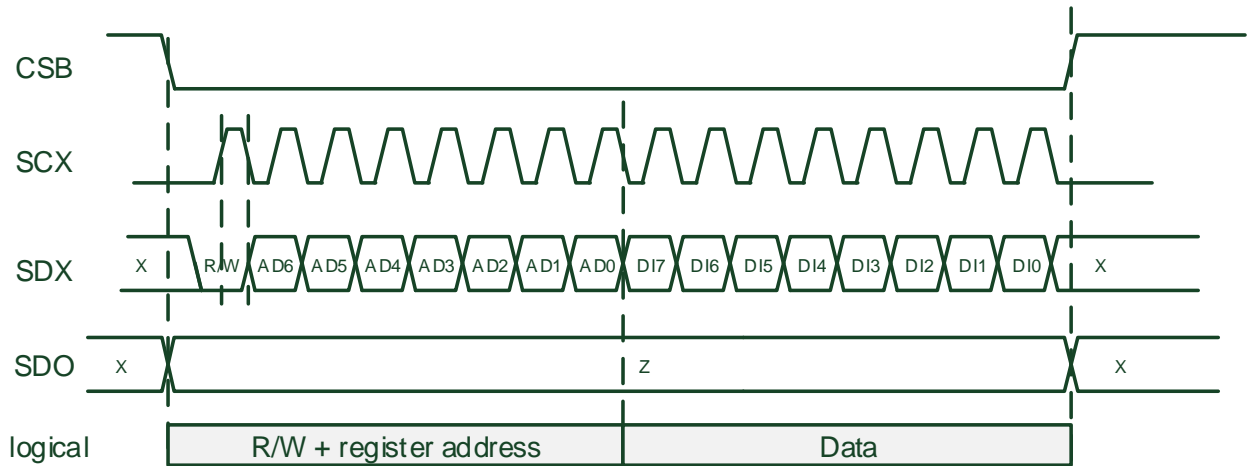 CSB
SCX
SDX X R/W AD6 AD5 AD4 AD3 AD2 AD1 AD0 DI7 DI6 DI5 DI4 DI3 DI2 DI1 DI0 X
SDO X Z X
logical R/W + register address Data